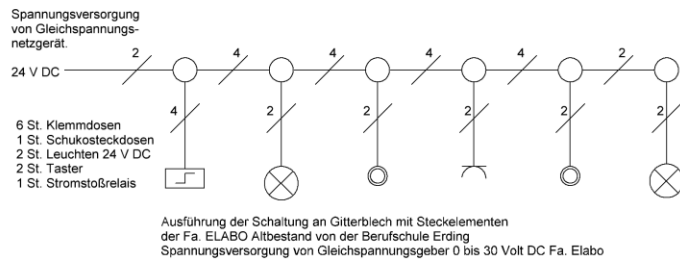 Spannungsversorgung
von Gleichspannungs-
netzgerät.
24 V DC
2 4 4 4 4 2
4 2 2 2 2 2
6 St. Klemmdosen
1 St. Schukosteckdosen
2 St. Leuchten 24 V DC
2 St. Taster
1 St. Stromstoßrelais
Ausführung der Schaltung an Gitterblech mit Steckelementen
der Fa. ELABO Altbestand von der Berufschule Erding
Spannungsversorgung von Gleichspannungsgeber 0 bis 30 Volt DC Fa. Elabo